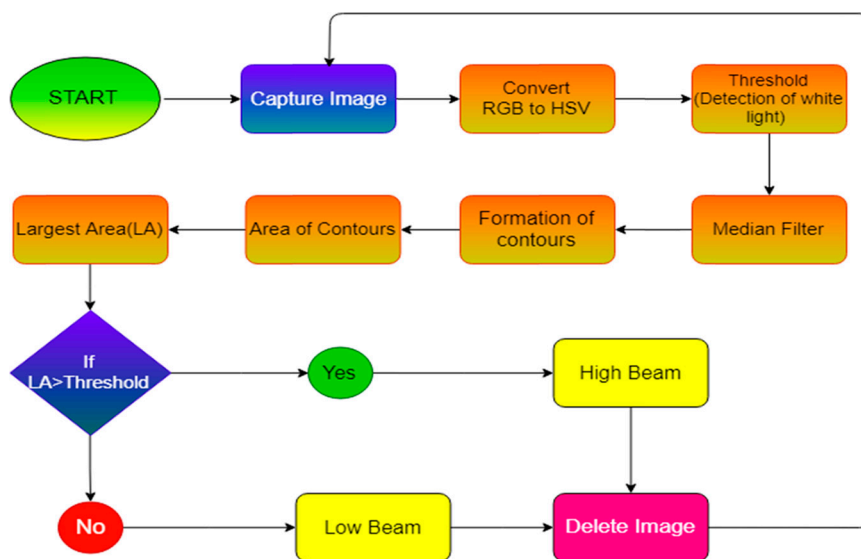 START
Capture Image
Convert
RGB to HSV
Threshold
(Detection of white
light)
Largest Area(LA)
Area of Contours
Formation of
contours
Median Filter
If
LA>Threshold
Yes
High Beam
No
Low Beam
Delete Image